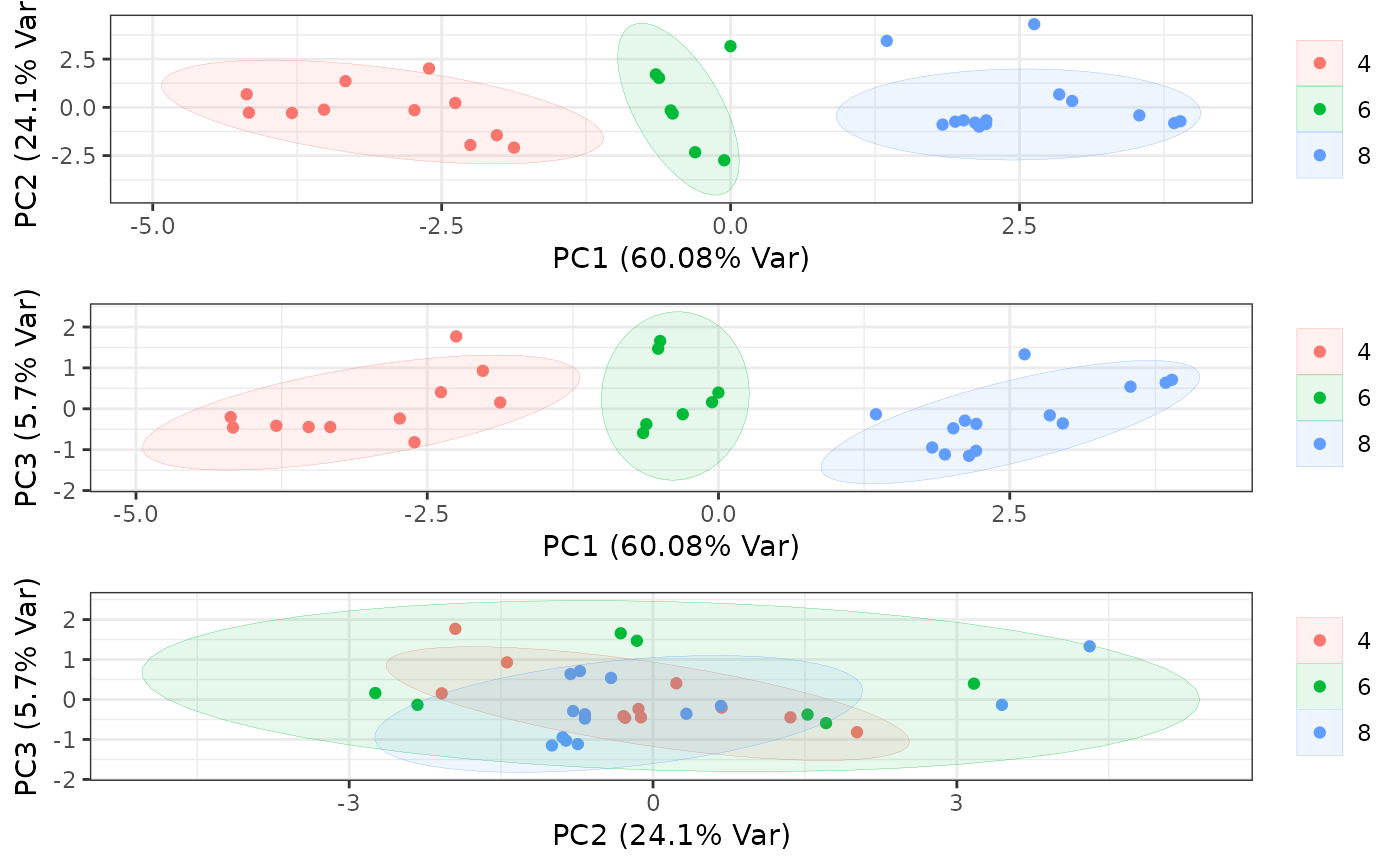 PC2 (24.1% Var
2.5
0.0
-2.5
-5.0 -2.5 0.0 2.5
PC1 (60.08% Var)
4
6
8
PC3 (5.7% Var)
2
1
0
-1
-2
-5.0 -2.5 0.0 2.5
PC1 (60.08% Var)
4
6
8
PC3 (5.7% Var)
2
1
0
-1
-2
-3 0 3
PC2 (24.1% Var)
4
6
8